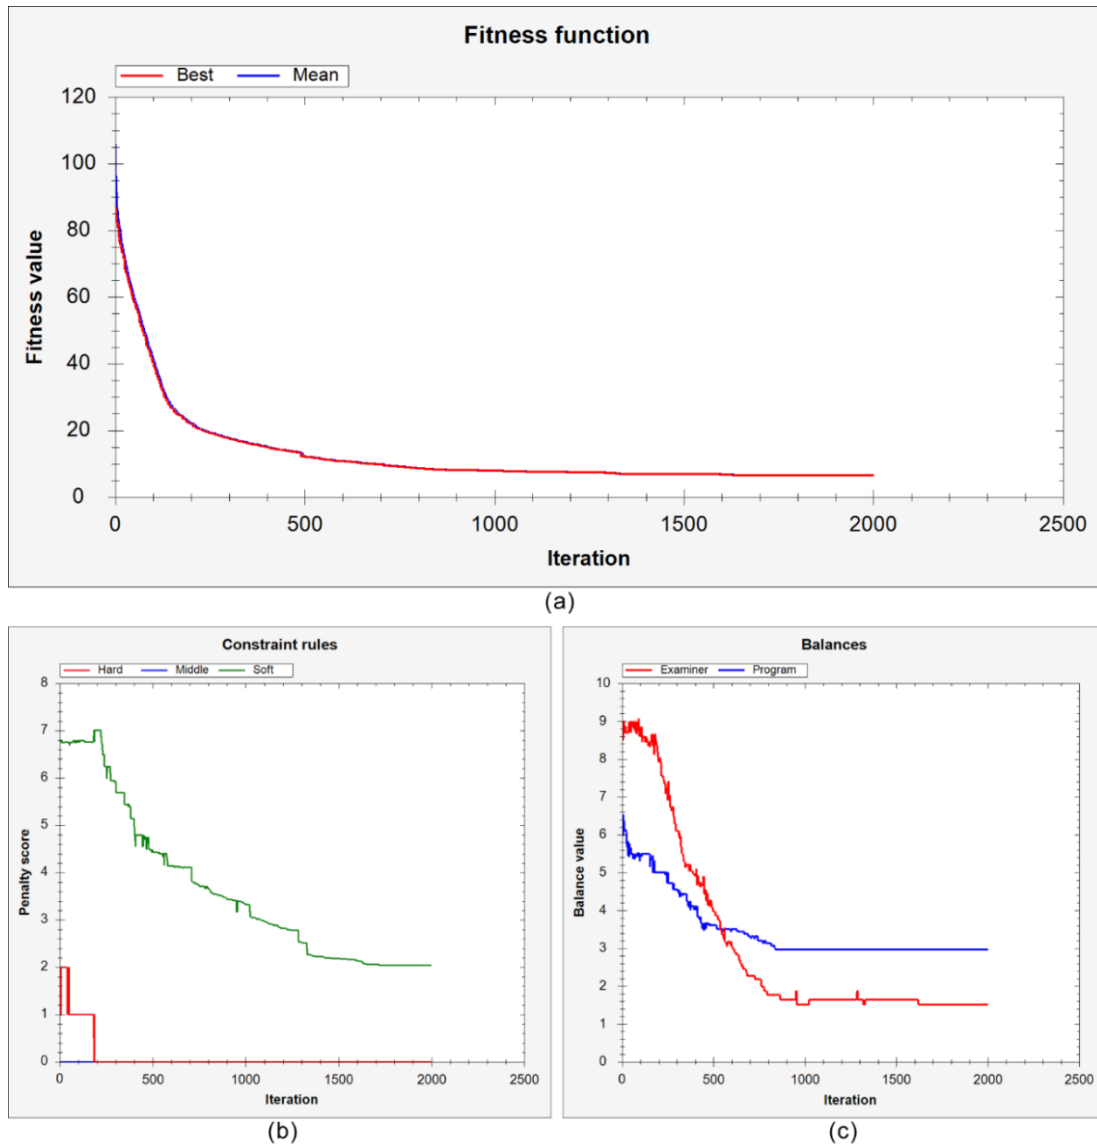 Fitness function
Best Mean
120
100
80
60
40
20
0
Fitness value
0 500 1000 1500 2000 2500
Iteration
(a)
Constraint rules
Hard Middle Soft
8
7
6
5
4
3
2
1
0
Penalty score
0 500 1000 1500 2000 2500
Iteration
(b)
Balances
Examiner Program
10
9
8
7
6
5
4
3
2
1
0
Balance value
0 500 1000 1500 2000 2500
Iteration
(c)